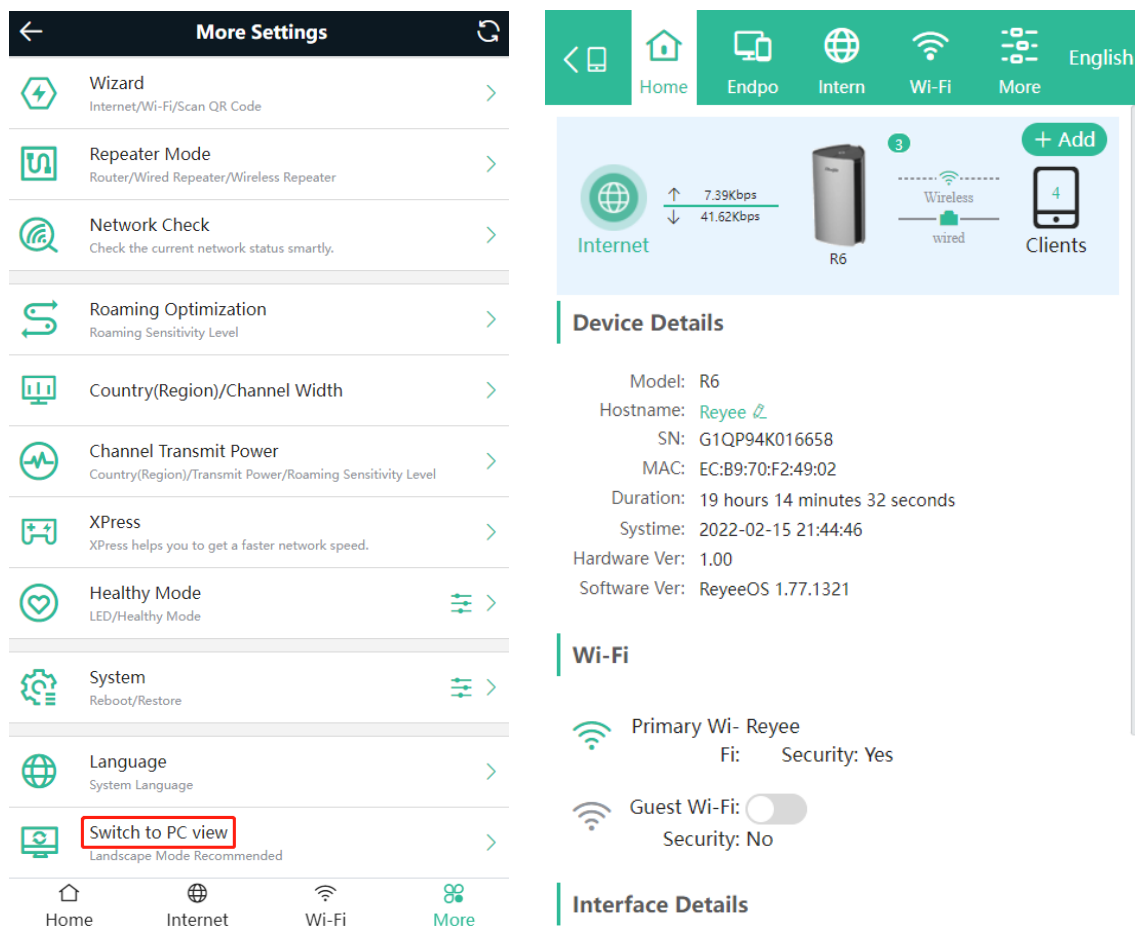 More Settings
Wizard
Internet/Wi-Fi/Scan QR Code
Repeater Mode
Router/Wired Repeater/Wireless Repeater
Network Check
Check the current network status smartly.
Roaming Optimization
Roaming Sensitivity Level
Country(Region)/Channel Width
Channel Transmit Power
Country(Region)/Transmit Power/Roaming Sensitivity Level
XPress
XPress helps you to get a faster network speed.
Healthy Mode
LED/Healthy Mode
System
Reboot/Restore
Language
System Language
Switch to PC view
Landscape Mode Recommended
Home Internet Wi-Fi More
Home Endpo Intern Wi-Fi More English
3
+ Add
7.39Kbps
41.62Kbps
Wireless
4
wired
Internet
R6
Clients
Device Details
Model: R6
Hostname: Reyee
SN: G1QP94K016658
MAC: EC:B9:70:F2:49:02
Duration: 19 hours 14 minutes 32 seconds
Systime: 2022-02-15 21:44:46
Hardware Ver: 1.00
Software Ver: ReyeeOS 1.77.1321
Wi-Fi
Primary Wi- Reyee
Fi: Security: Yes
Guest Wi-Fi:
Security: No
Interface Details